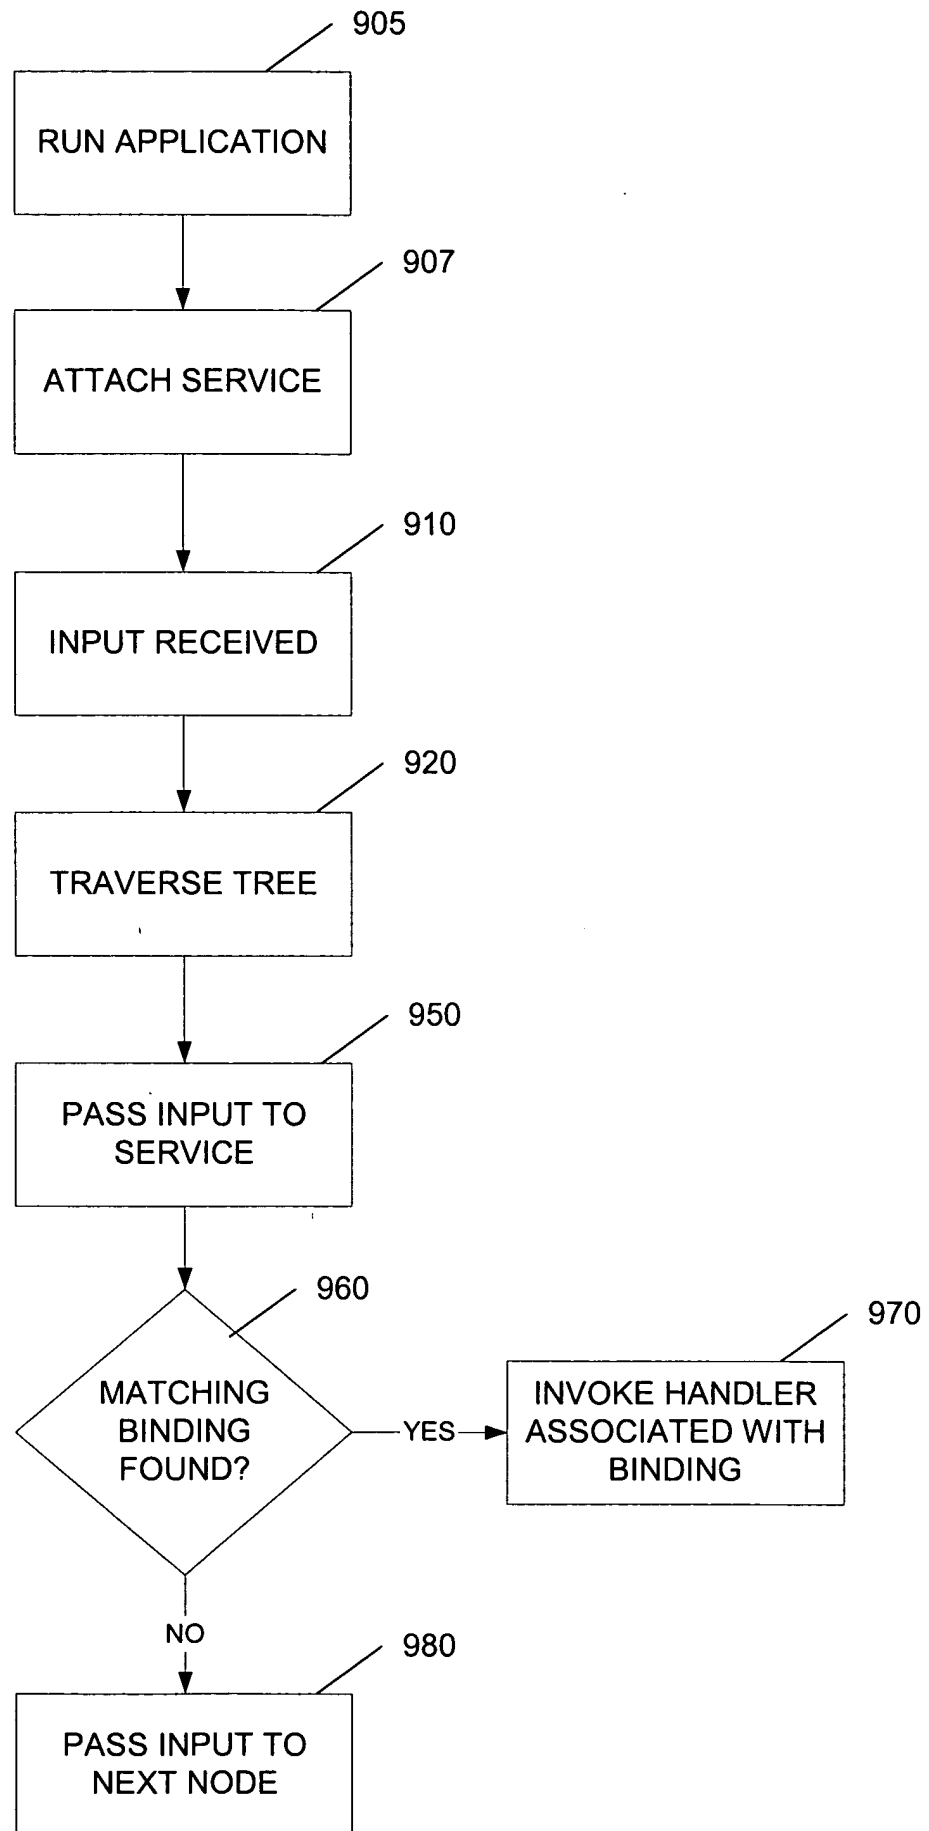 905
RUN APPLICATION
907
ATTACH SERVICE
910
INPUT RECEIVED
920
TRAVERSE TREE
950
PASS INPUT TO
SERVICE
960
MATCHING
BINDING
FOUND?
YES
970
INVOKE HANDLER
ASSOCIATED WITH
BINDING
NO
980
PASS INPUT TO
NEXT NODE